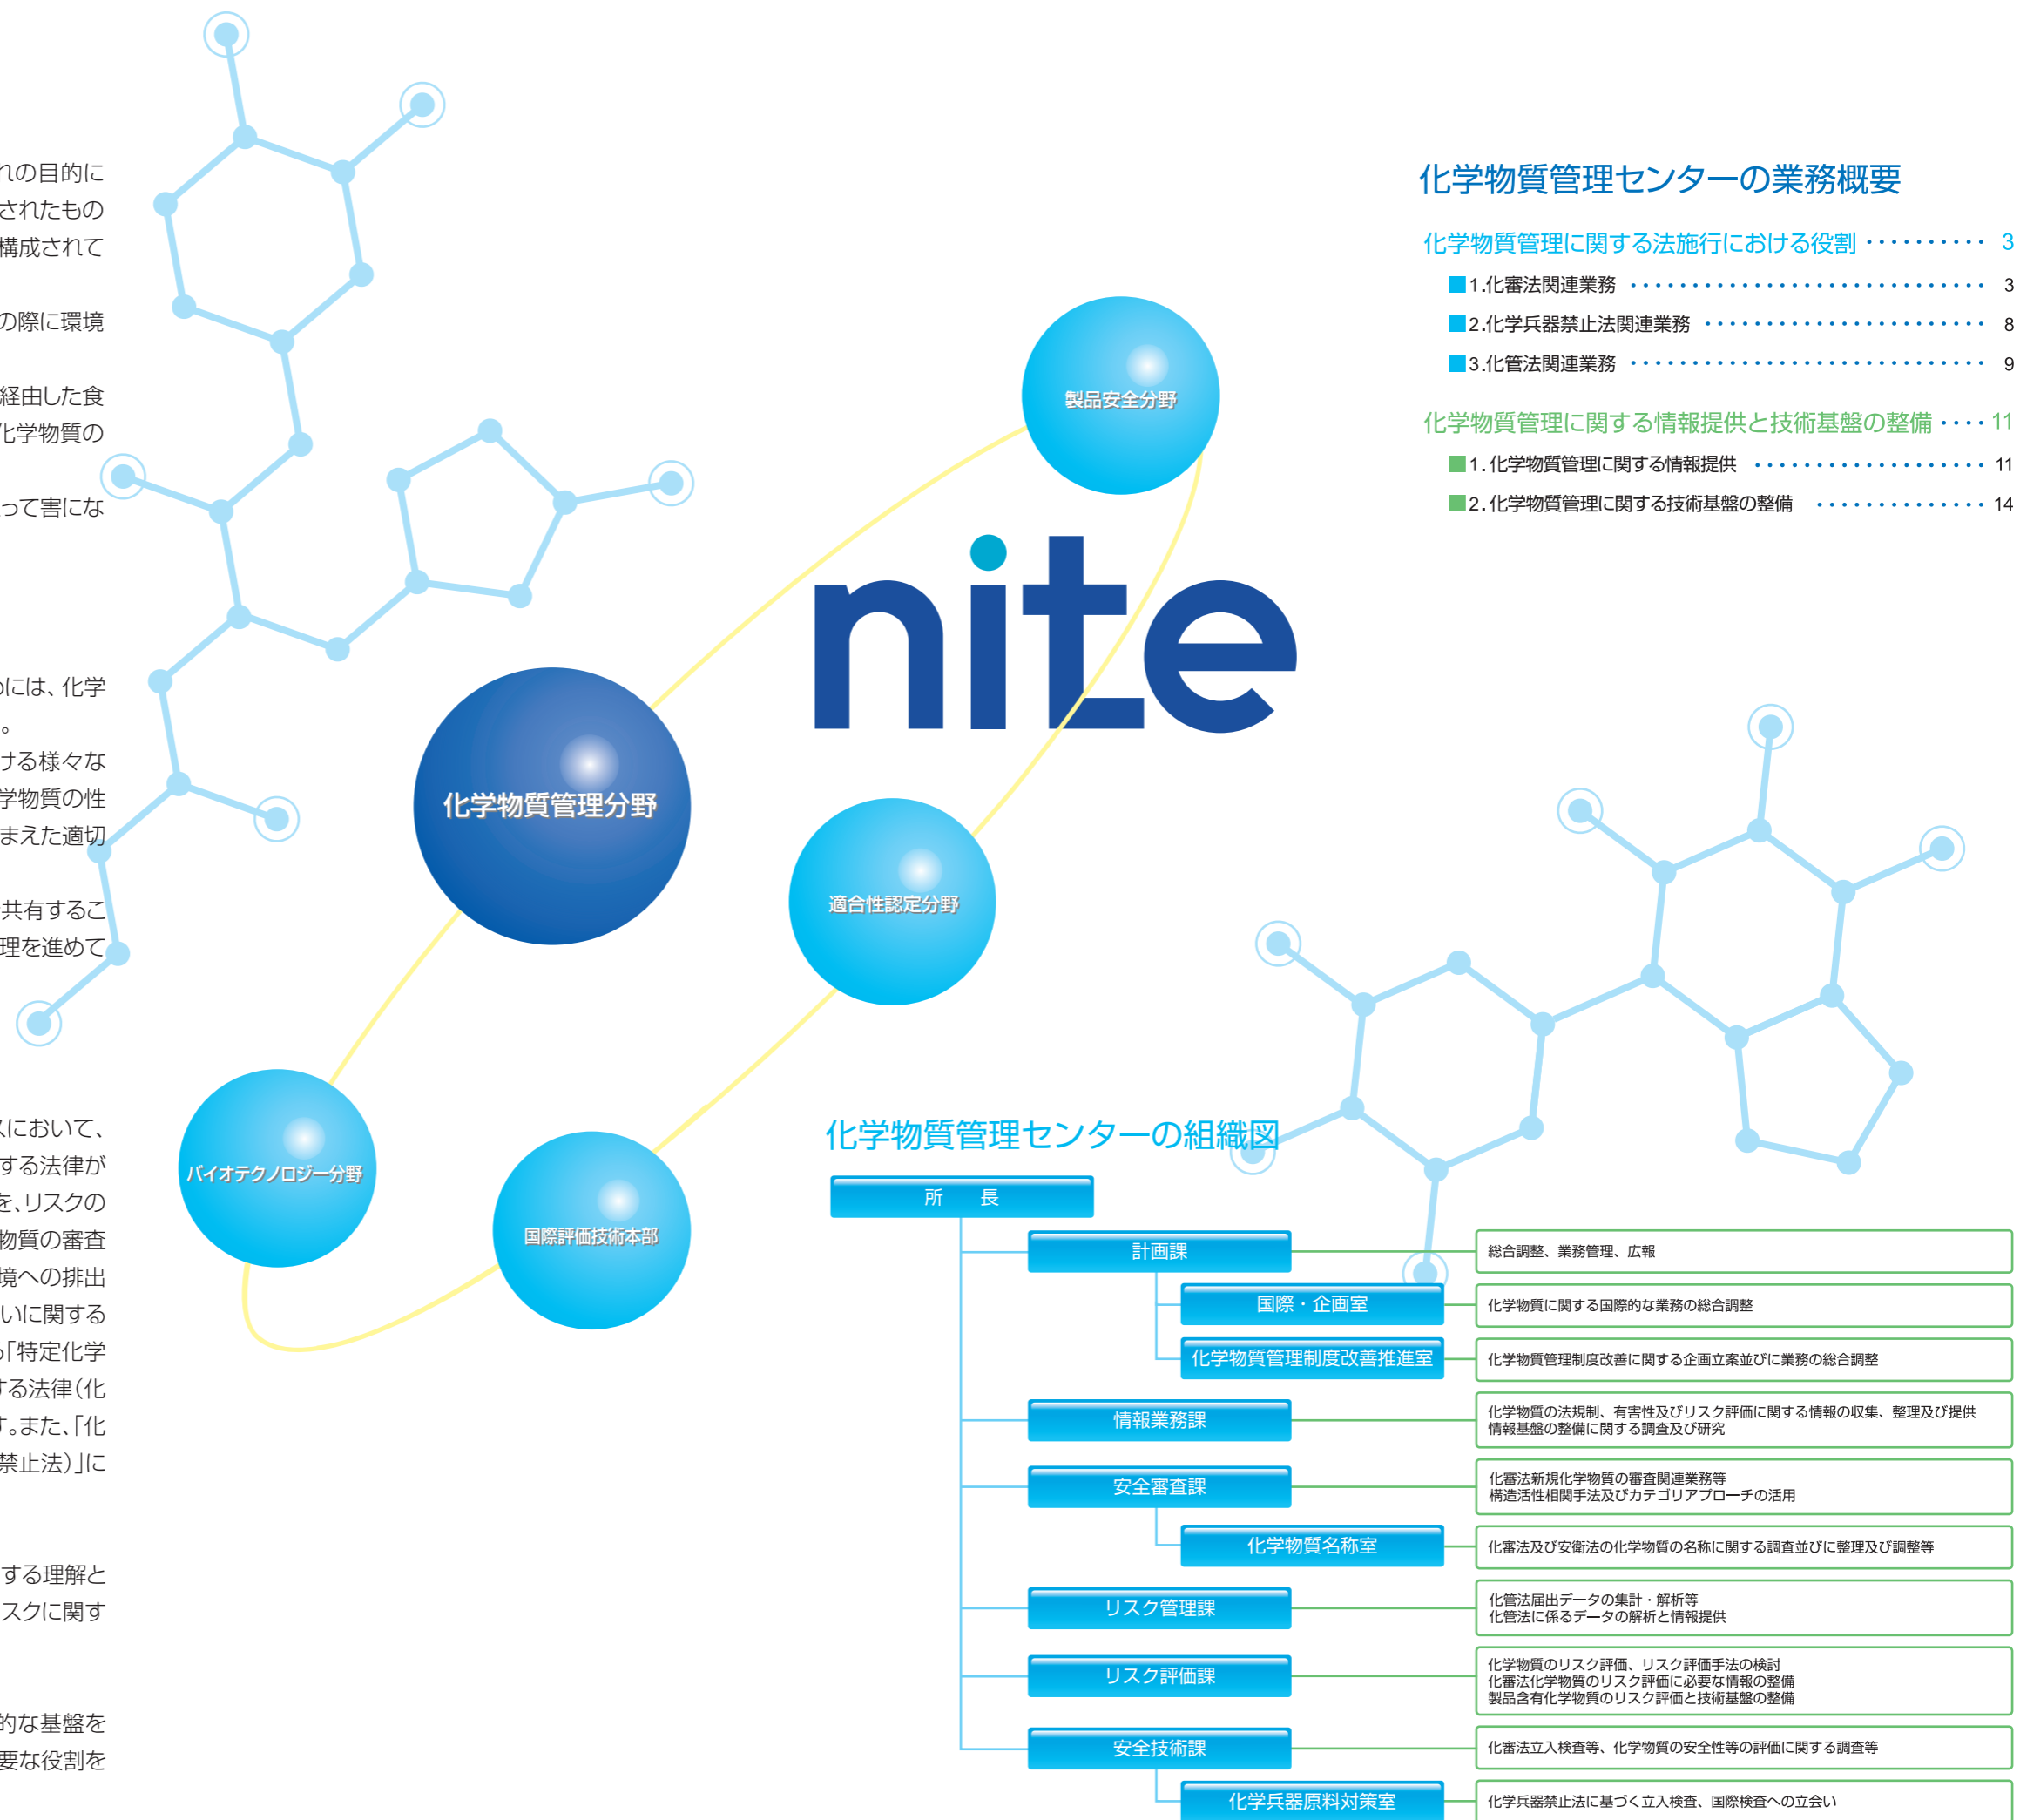 れの目的に
されたもの
構成されて
の際に環境
経由した食
化学物質の
って害にな
めには、化学
。
ける様々な
学物質の性
まえた適切
共有するこ
理を進めて
スにおいて、
する法律が
を、リスクの
物質の審査
境への排出
いに関する
る「特定化学
する法律（化
す。また、「化
禁止法）」に
する理解と
スクに関す
的な基盤を
要な役割を
製品安全分野
nite
化学物質管理分野
適合性認定分野
バイオテクノロジー分野
国際評価技術本部
化学物質管理センターの業務概要
化学物質管理に関する法施行における役割 ・・・・・・・・・・ 3
■1.化審法関連業務 ・・・・・・・・・・・・・・・・・・・・・・・・・・・・・ 3
■2.化学兵器禁止法関連業務 ・・・・・・・・・・・・・・・・・・・・・・・ 8
■3.化管法関連業務 ・・・・・・・・・・・・・・・・・・・・・・・・・・・・・ 9
化学物質管理に関する情報提供と技術基盤の整備 ・・・・ 11
■1.化学物質管理に関する情報提供 ・・・・・・・・・・・・・・・・・・・ 11
■2.化学物質管理に関する技術基盤の整備 ・・・・・・・・・・・・・・ 14
化学物質管理センターの組織図
所　長
計画課
総合調整、業務管理、広報
国際・企画室
化学物質に関する国際的な業務の総合調整
化学物質管理制度改善推進室
化学物質管理制度改善に関する企画立案並びに業務の総合調整
情報業務課
化学物質の法規制、有害性及びリスク評価に関する情報の収集、整理及び提供
情報基盤の整備に関する調査及び研究
安全審査課
化審法新規化学物質の審査関連業務等
構造活性相関手法及びカテゴリアプローチの活用
化学物質名称室
化審法及び安衛法の化学物質の名称に関する調査並びに整理及び調整等
リスク管理課
化管法届出データの集計・解析等
化管法に係るデータの解析と情報提供
リスク評価課
化学物質のリスク評価、リスク評価手法の検討
化審法化学物質のリスク評価に必要な情報の整備
製品含有化学物質のリスク評価と技術基盤の整備
安全技術課
化審法立入検査等、化学物質の安全性等の評価に関する調査等
化学兵器原料対策室
化学兵器禁止法に基づく立入検査、国際検査への立会い